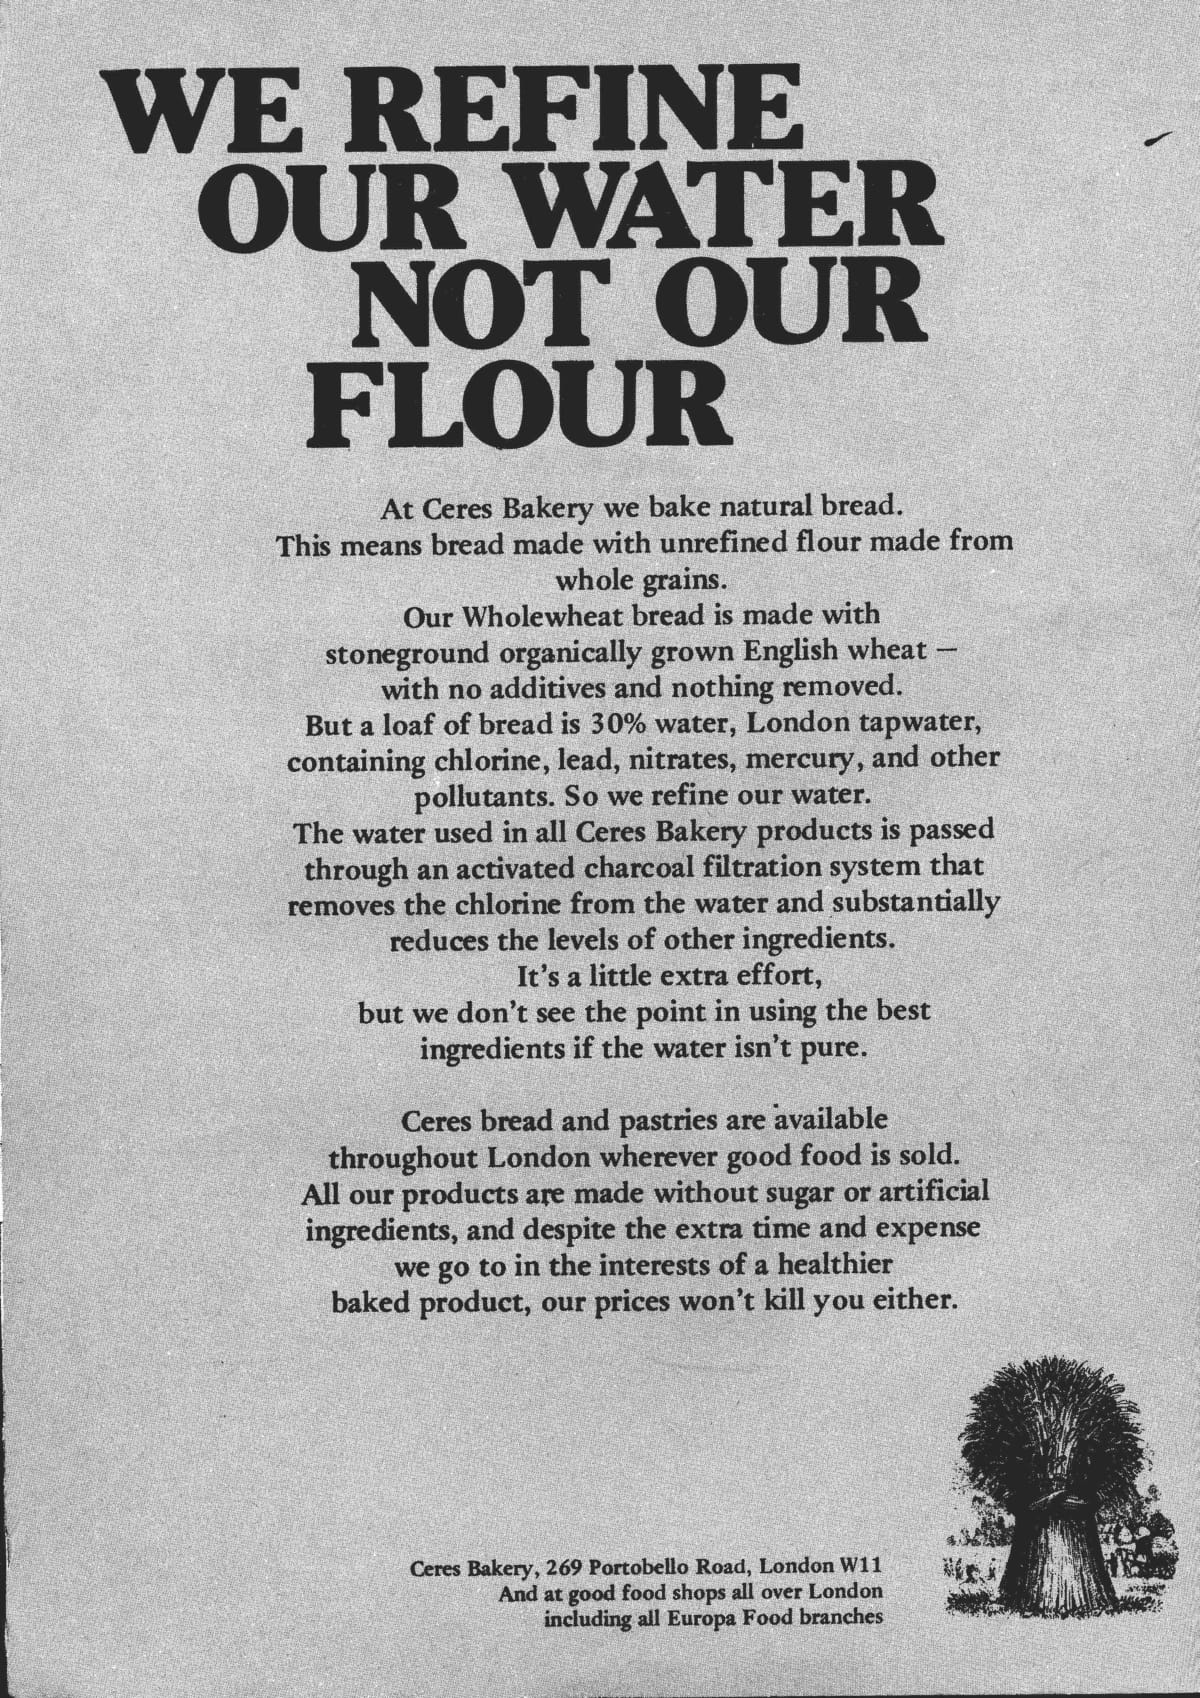 WE REFINE
OUR WATER
NOT OUR
FLOUR
At Ceres Bakery we bake natural bread.
This means bread made with unrefined flour made from
whole grains.
Our Wholewheat bread is made with
stoneground organically grown English wheat –
with no additives and nothing removed.
But a loaf of bread is 30% water, London tapwater,
containing chlorine, lead, nitrates, mercury, and other
pollutants. So we refine our water.
The water used in all Ceres Bakery products is passed
through an activated charcoal filtration system that
removes the chlorine from the water and substantially
reduces the levels of other ingredients.
It's a little extra effort,
but we don't see the point in using the best
ingredients if the water isn't pure.
Ceres bread and pastries are available
throughout London wherever good food is sold.
All our products are made without sugar or artificial
ingredients, and despite the extra time and expense
we go to in the interests of a healthier
baked product, our prices won't kill you either.
Ceres Bakery, 269 Portobello Road, London W11
And at good food shops all over London
including all Europa Food branches